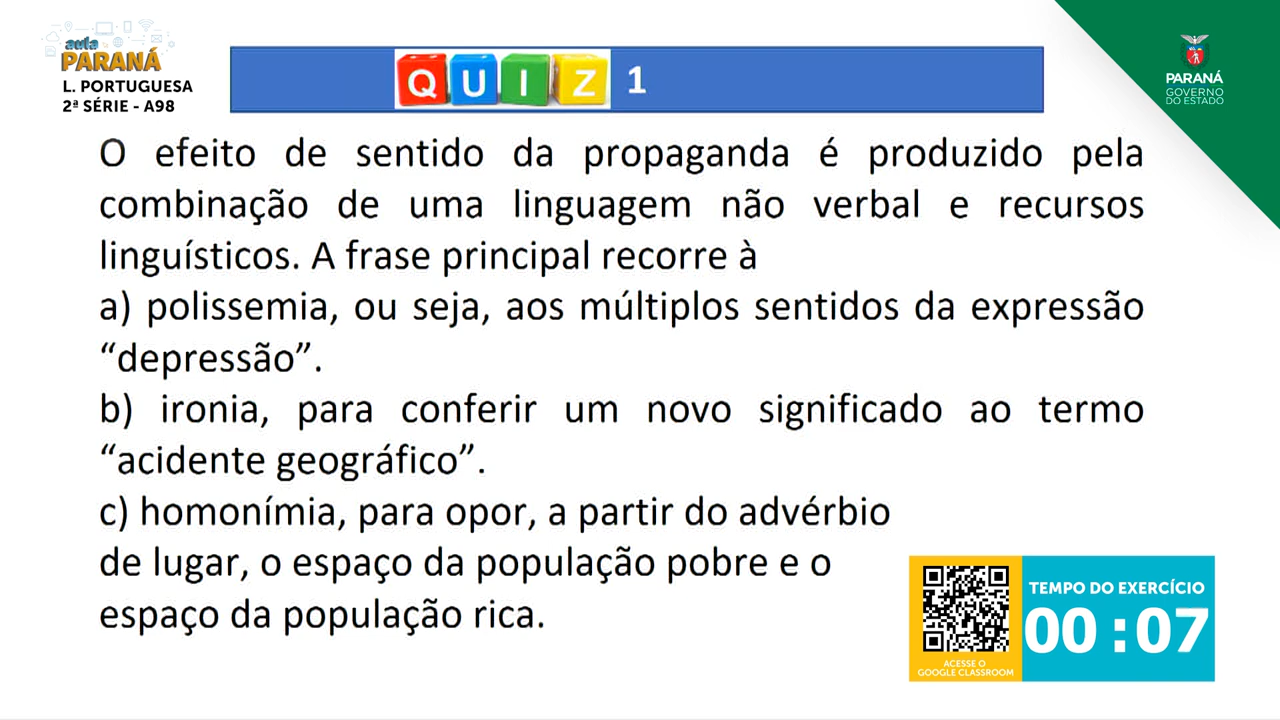 aula
PARANÁ
L. PORTUGUESA
2ª SÉRIE - A98
QUIZ 1
PARANÁ
GOVERNO
DO ESTADO
O efeito de sentido da propaganda é produzido pela
combinação de uma linguagem não verbal e recursos
linguísticos. A frase principal recorre à
a) polissemia, ou seja, aos múltiplos sentidos da expressão
“depressão”.
b) ironia, para conferir um novo significado ao termo
“acidente geográfico”.
c) homonímia, para opor, a partir do advérbio
de lugar, o espaço da população pobre e o
espaço da população rica.
ACESSE O
GOOGLE CLASSROOM
TEMPO DO EXERCÍCIO
00:07